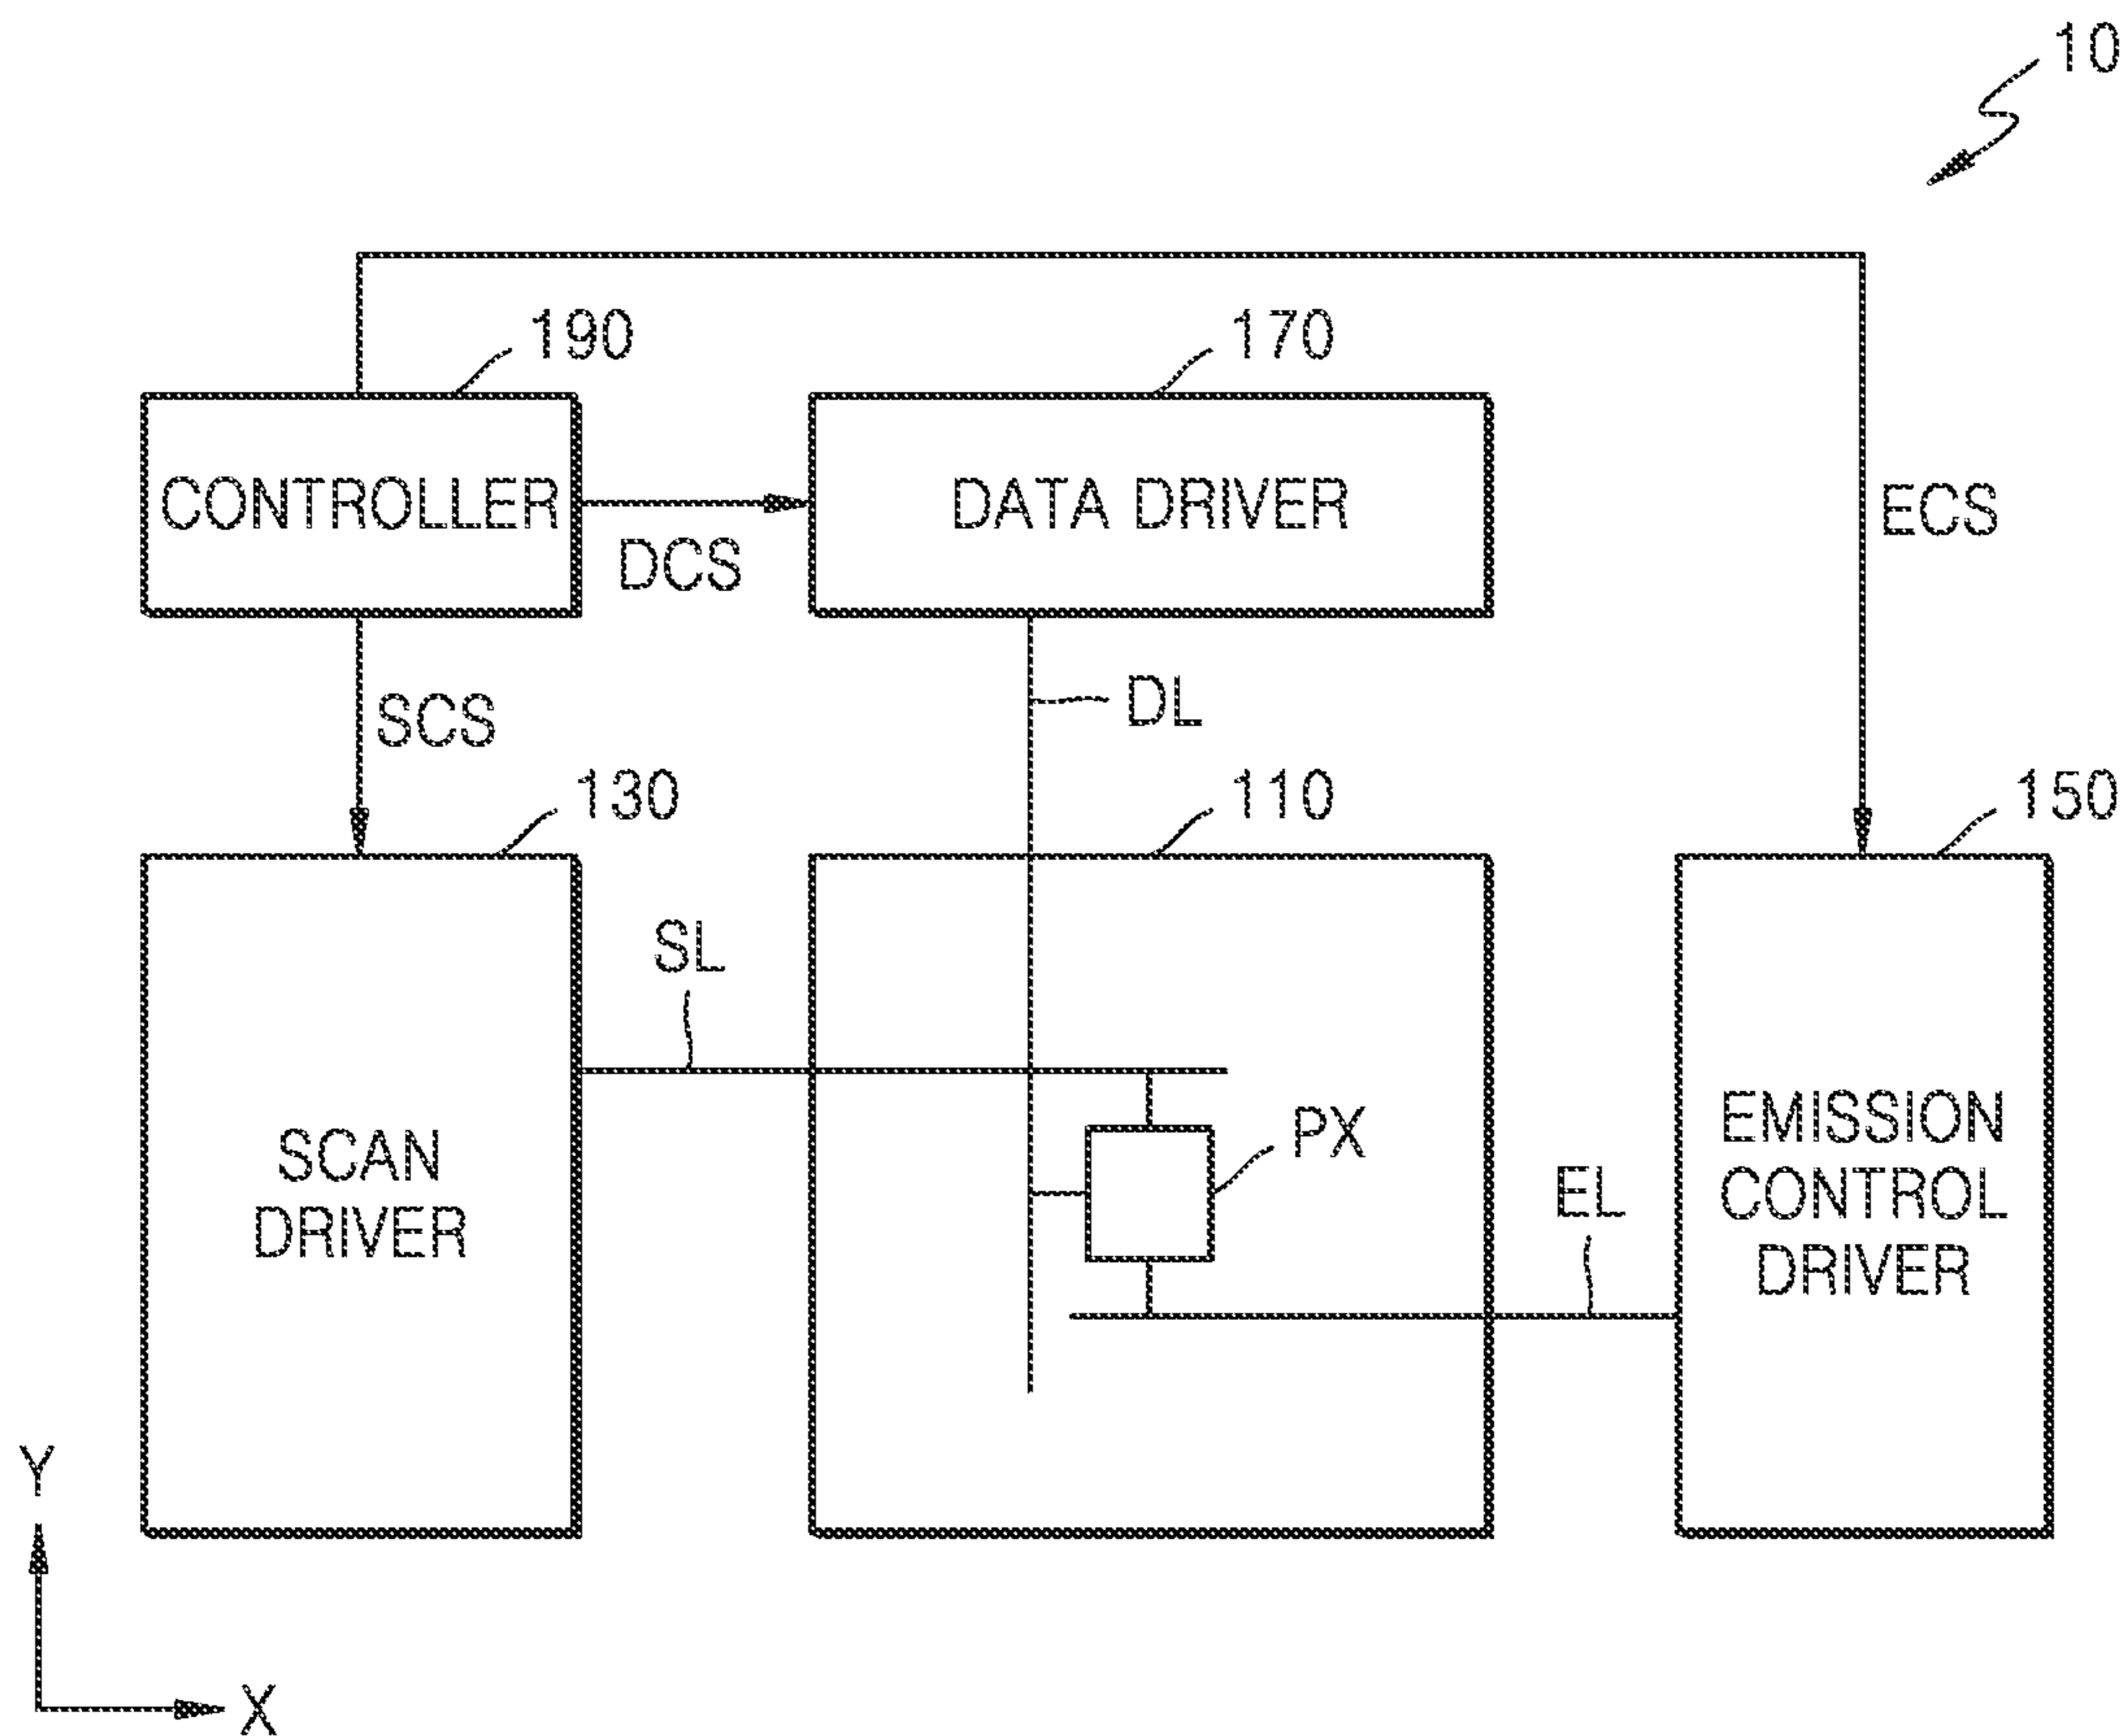 10
190
170
CONTROLLER
DATA DRIVER
ECS
DCS
SCS
DL
130
110
150
SL
PX
SCAN
DRIVER
EL
EMISSION
CONTROL
DRIVER
Y
X